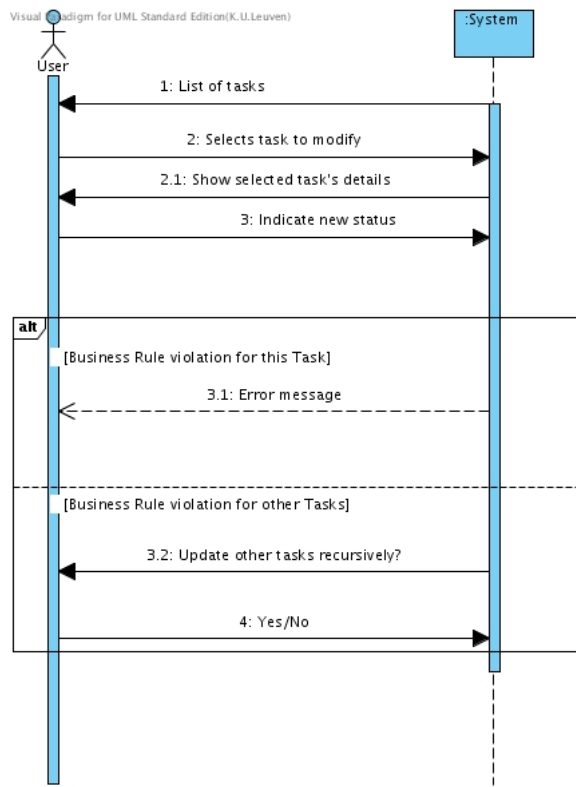 Visual Paradigm for UML Standard Edition(K.U.Leuven)
:System
User
1: List of tasks
2: Selects task to modify
2.1: Show selected task's details
3: Indicate new status
alt
[Business Rule violation for this Task]
3.1: Error message
[Business Rule violation for other Tasks]
3.2: Update other tasks recursively?
4: Yes/No